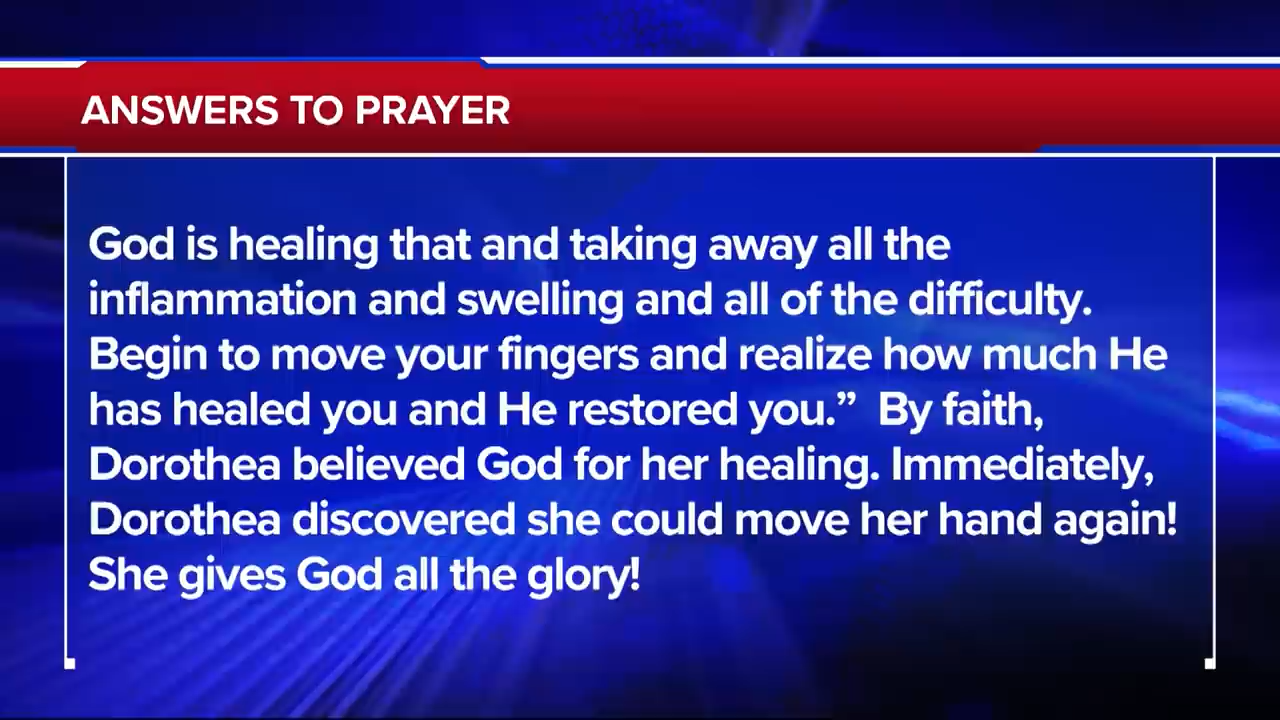 ANSWERS TO PRAYER
God is healing that and taking away all the
inflammation and swelling and all of the difficulty.
Begin to move your fingers and realize how much He
has healed you and He restored you.”  By faith,
Dorothea believed God for her healing. Immediately,
Dorothea discovered she could move her hand again!
She gives God all the glory!